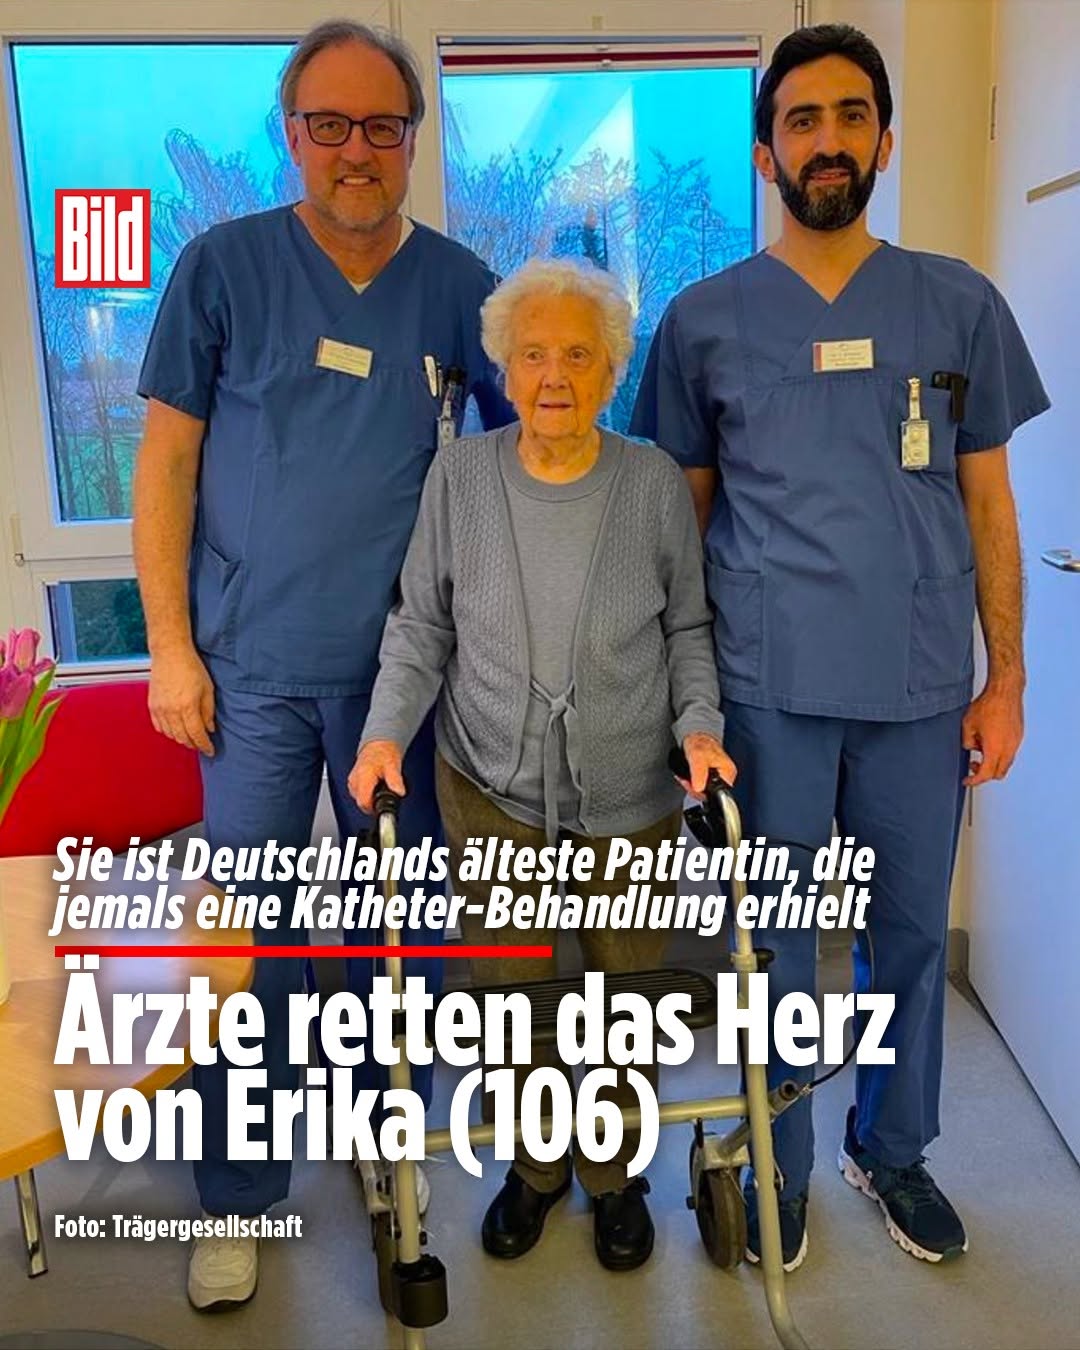 Bild
Sie ist Deutschlands älteste Patientin, die
jemals eine Katheter-Behandlung erhielt
Ärzte retten das Herz
von Erika (106)
Foto: Trägergesellschaft